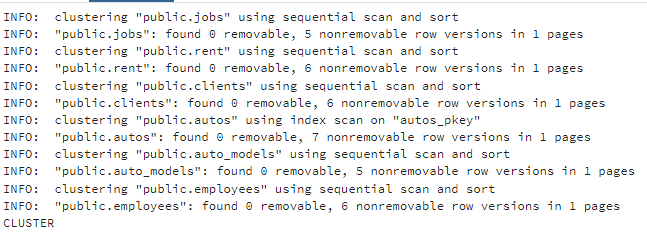 INFO:  clustering "public.jobs" using sequential scan and sort
INFO:  "public.jobs": found 0 removable, 5 nonremovable row versions in 1 pages
INFO:  clustering "public.rent" using sequential scan and sort
INFO:  "public.rent": found 0 removable, 6 nonremovable row versions in 1 pages
INFO:  clustering "public.clients" using sequential scan and sort
INFO:  "public.clients": found 0 removable, 6 nonremovable row versions in 1 pages
INFO:  clustering "public.autos" using index scan on "autos_pkey"
INFO:  "public.autos": found 0 removable, 7 nonremovable row versions in 1 pages
INFO:  clustering "public.auto_models" using sequential scan and sort
INFO:  "public.auto_models": found 0 removable, 5 nonremovable row versions in 1 pages
INFO:  clustering "public.employees" using sequential scan and sort
INFO:  "public.employees": found 0 removable, 6 nonremovable row versions in 1 pages
CLUSTER